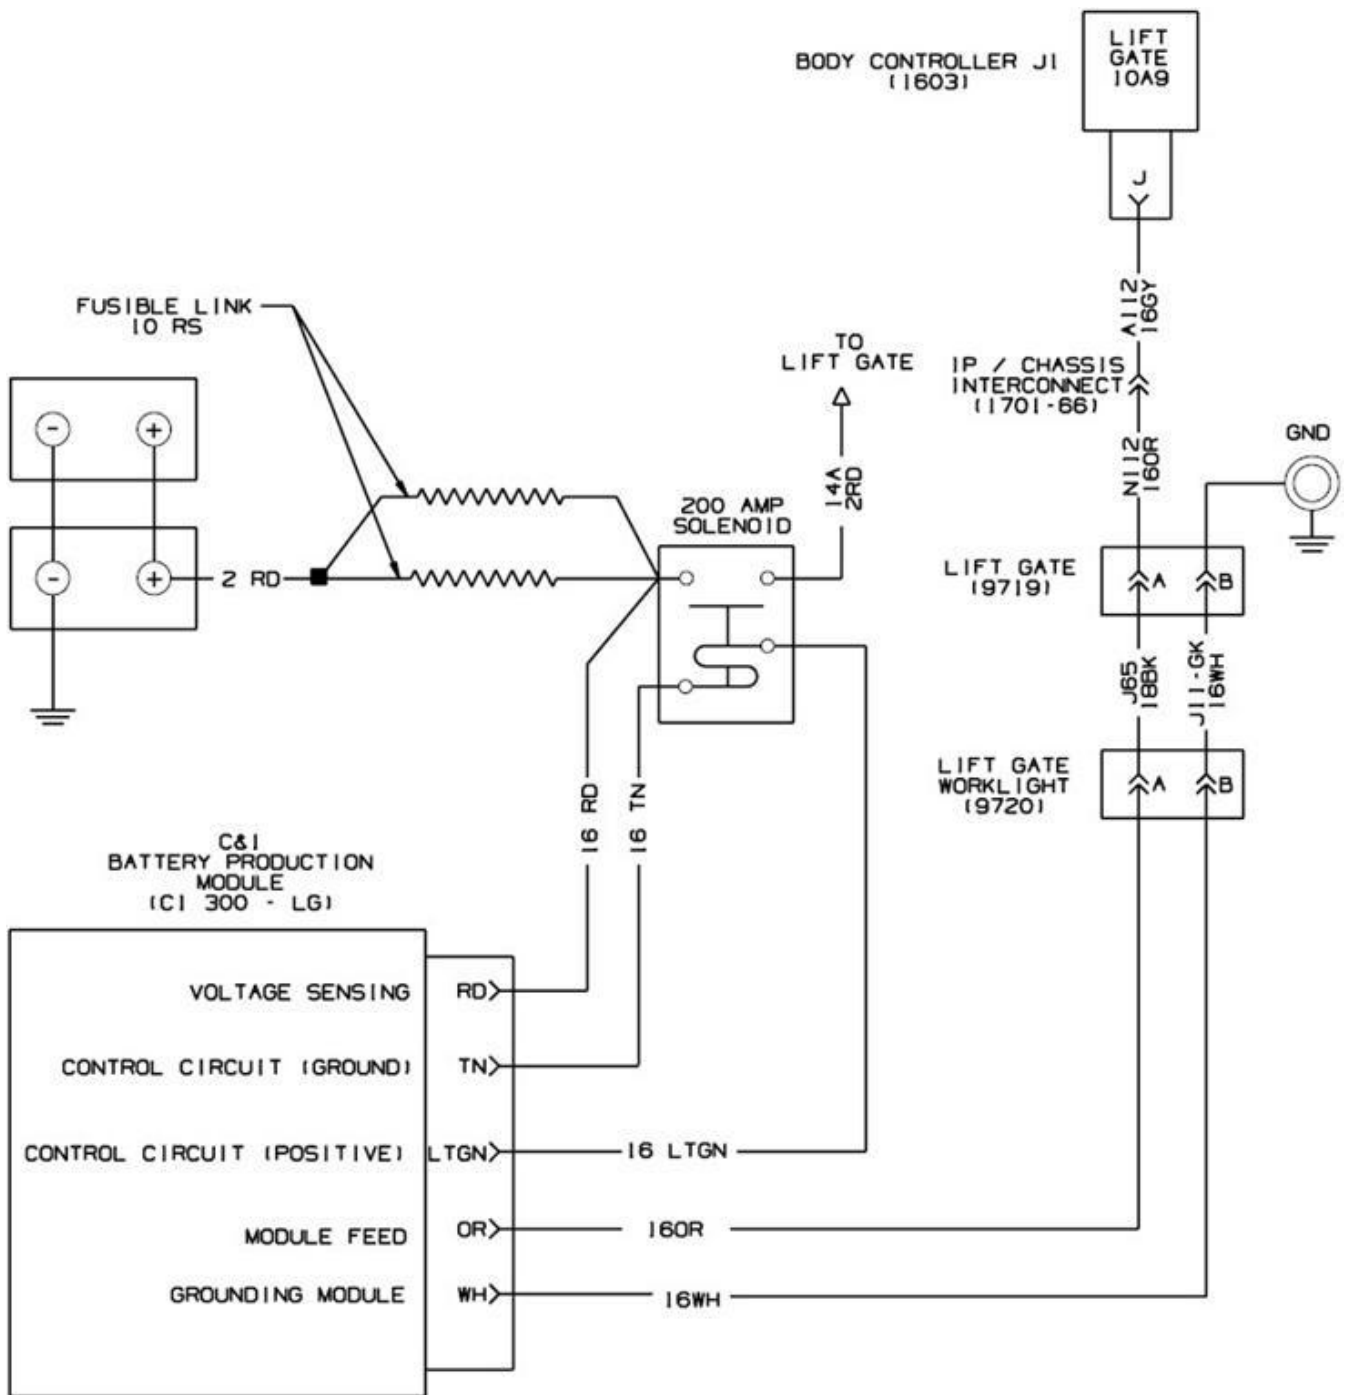 BODY CONTROLLER J1
(1603)
LIFT
GATE
10A9
J
A112
16GY
FUSIBLE LINK
10 RS
TO
LIFT GATE
IP / CHASSIS
INTERCONNECT
(1701-66)
N112
16OR
GND
-
+
14A
2RD
200 AMP
SOLENOID
-
+
2 RD
LIFT GATE
(9719)
A
B
J65
18BK
J11-GK
16WH
LIFT GATE
WORKLIGHT
(9720)
A
B
16 RD
16 TN
C&I
BATTERY PRODUCTION
MODULE
(CI 300 - LG)
VOLTAGE SENSING
RD
CONTROL CIRCUIT (GROUND)
TN
CONTROL CIRCUIT (POSITIVE)
LTGN
16 LTGN
MODULE FEED
OR
16OR
GROUNDING MODULE
WH
16WH